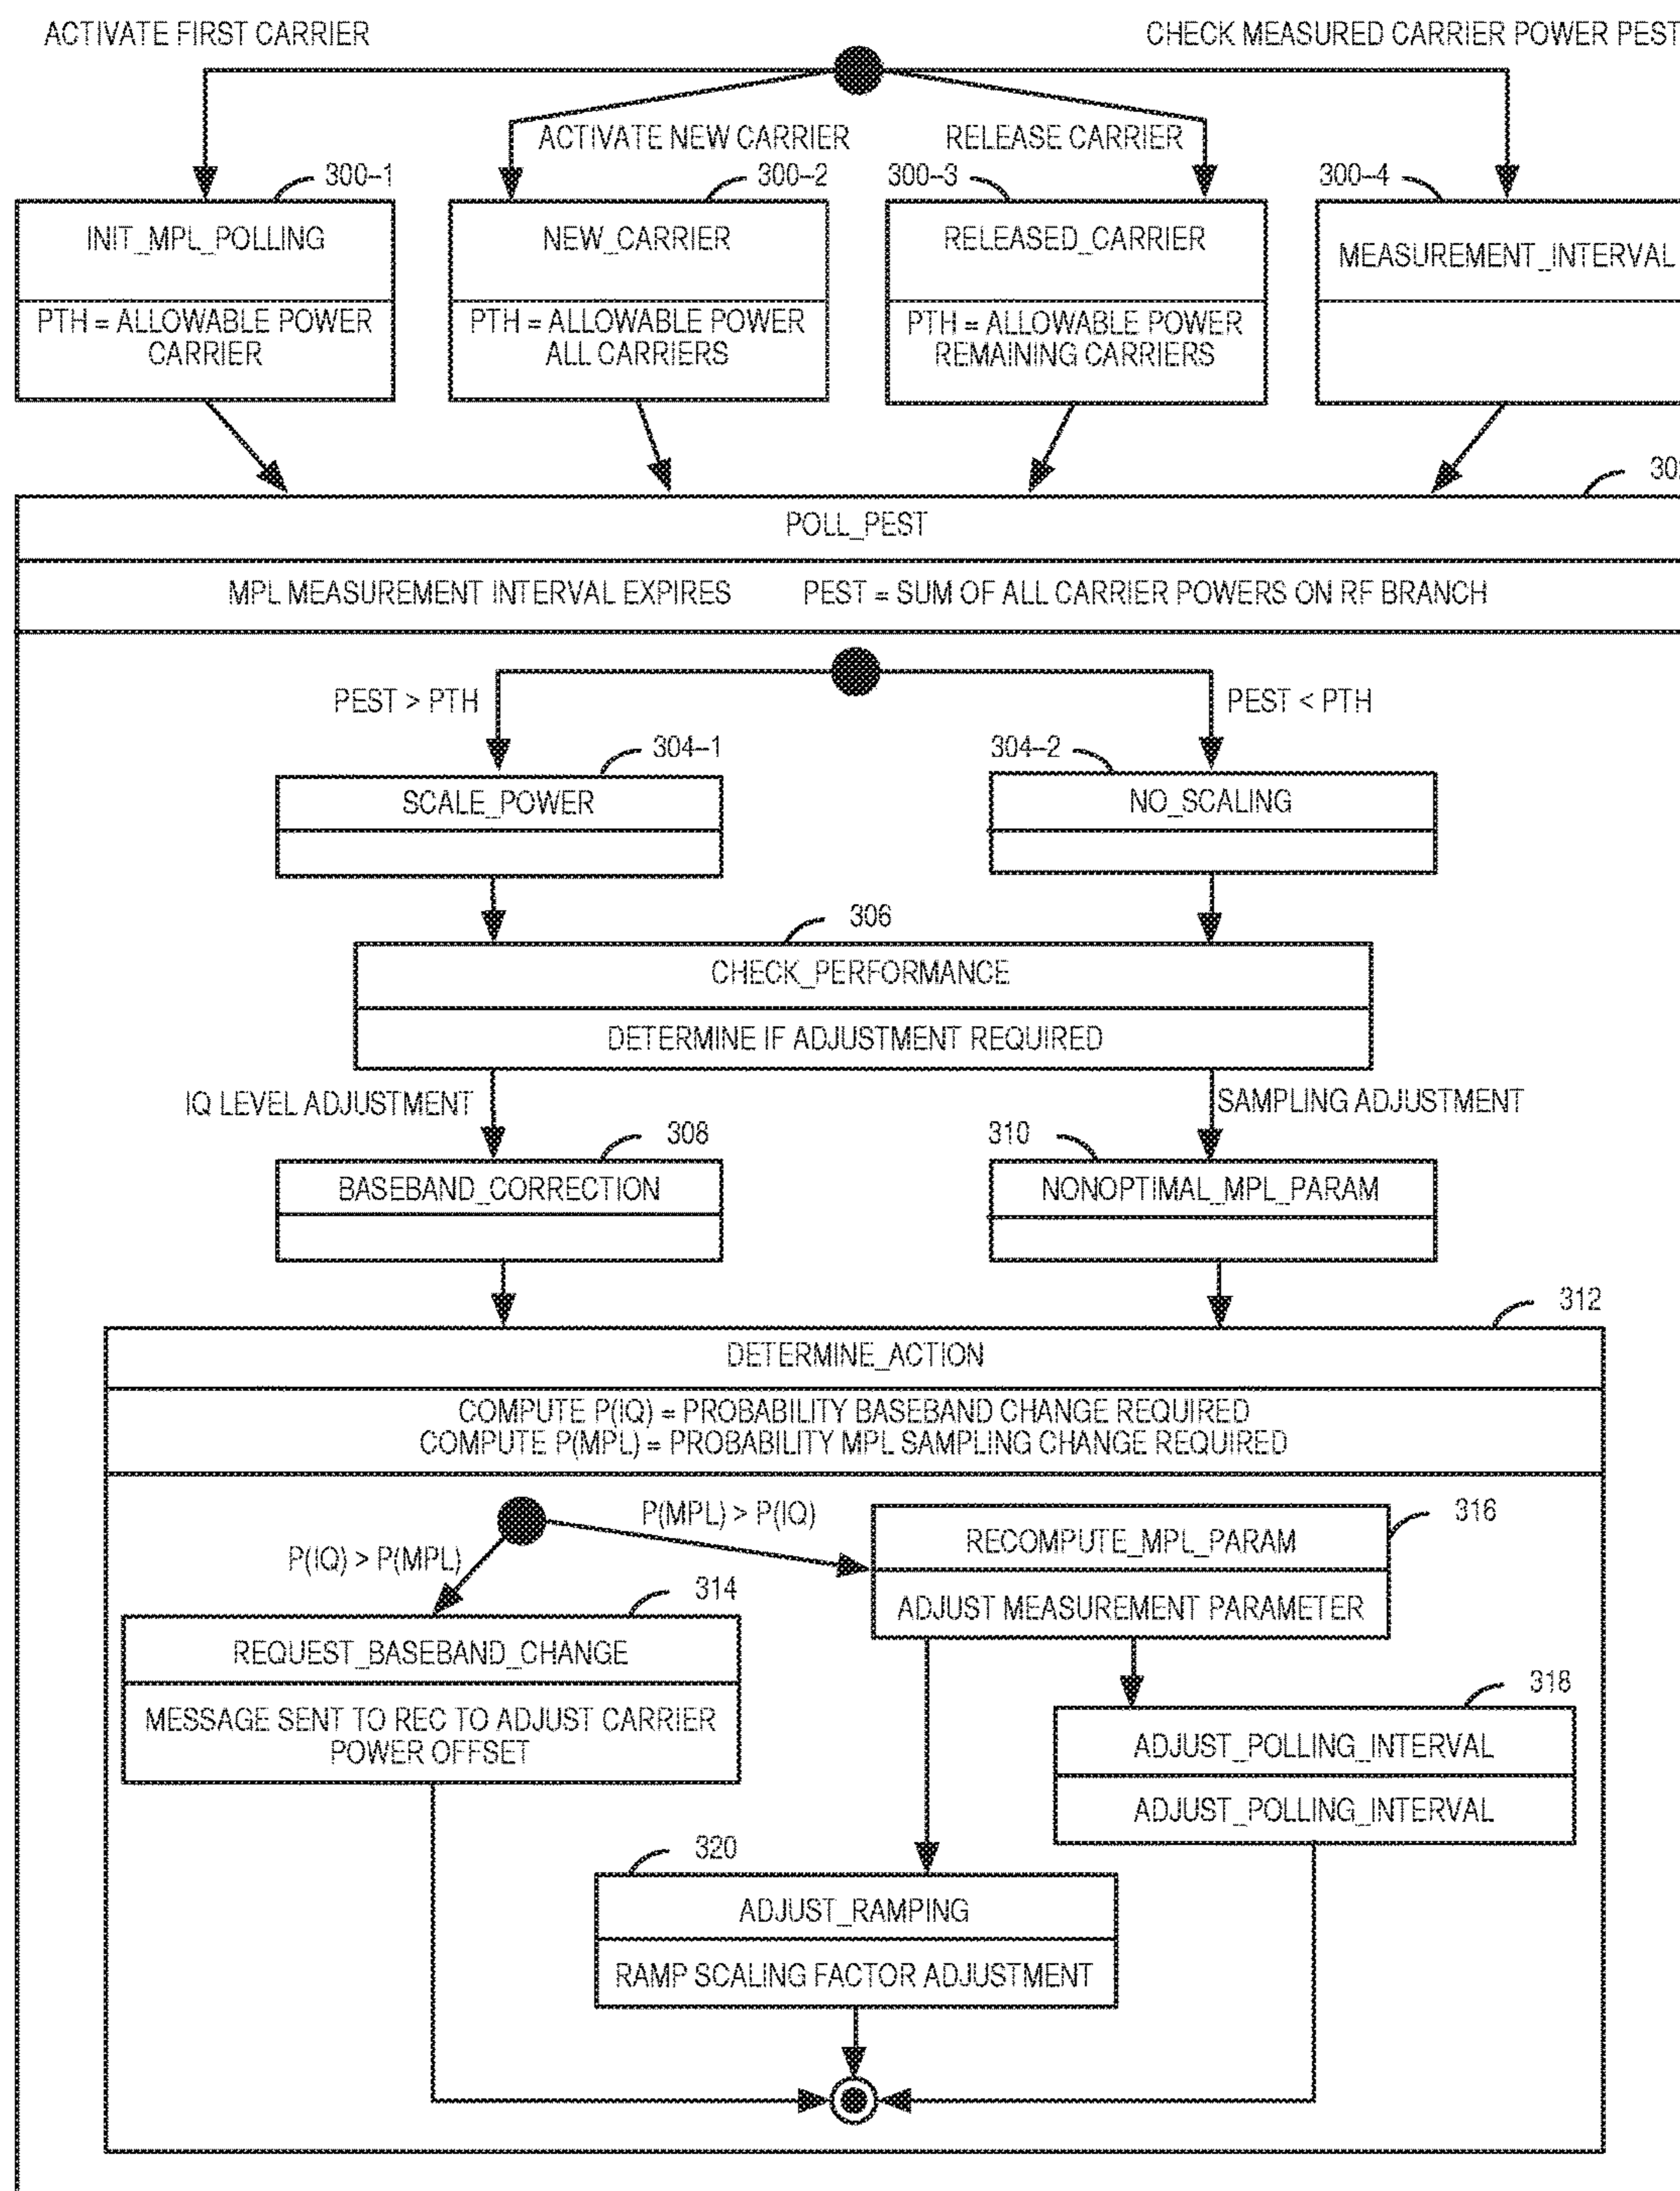 ACTIVATE FIRST CARRIER
CHECK MEASURED CARRIER POWER PEST
ACTIVATE NEW CARRIER
RELEASE CARRIER
300-1
300-2
300-3
300-4
INIT_MPL_POLLING
NEW_CARRIER
RELEASED_CARRIER
MEASUREMENT_INTERVAL
PTH = ALLOWABLE POWER
CARRIER
PTH = ALLOWABLE POWER
ALL CARRIERS
PTH = ALLOWABLE POWER
REMAINING CARRIERS
POLL_PEST
MPL MEASUREMENT INTERVAL EXPIRES
PEST = SUM OF ALL CARRIER POWERS ON RF BRANCH
PEST > PTH
PEST < PTH
304-1
304-2
SCALE_POWER
NO_SCALING
306
CHECK_PERFORMANCE
DETERMINE IF ADJUSTMENT REQUIRED
IQ LEVEL ADJUSTMENT
SAMPLING ADJUSTMENT
308
310
BASEBAND_CORRECTION
NONOPTIMAL_MPL_PARAM
312
DETERMINE_ACTION
COMPUTE P(IQ) = PROBABILITY BASEBAND CHANGE REQUIRED
COMPUTE P(MPL) = PROBABILITY MPL SAMPLING CHANGE REQUIRED
P(MPL) > P(IQ)
P(IQ) > P(MPL)
316
RECOMPUTE_MPL_PARAM
ADJUST MEASUREMENT PARAMETER
314
REQUEST_BASEBAND_CHANGE
MESSAGE SENT TO REC TO ADJUST CARRIER
POWER OFFSET
318
ADJUST_POLLING_INTERVAL
ADJUST_POLLING_INTERVAL
320
ADJUST_RAMPING
RAMP SCALING FACTOR ADJUSTMENT